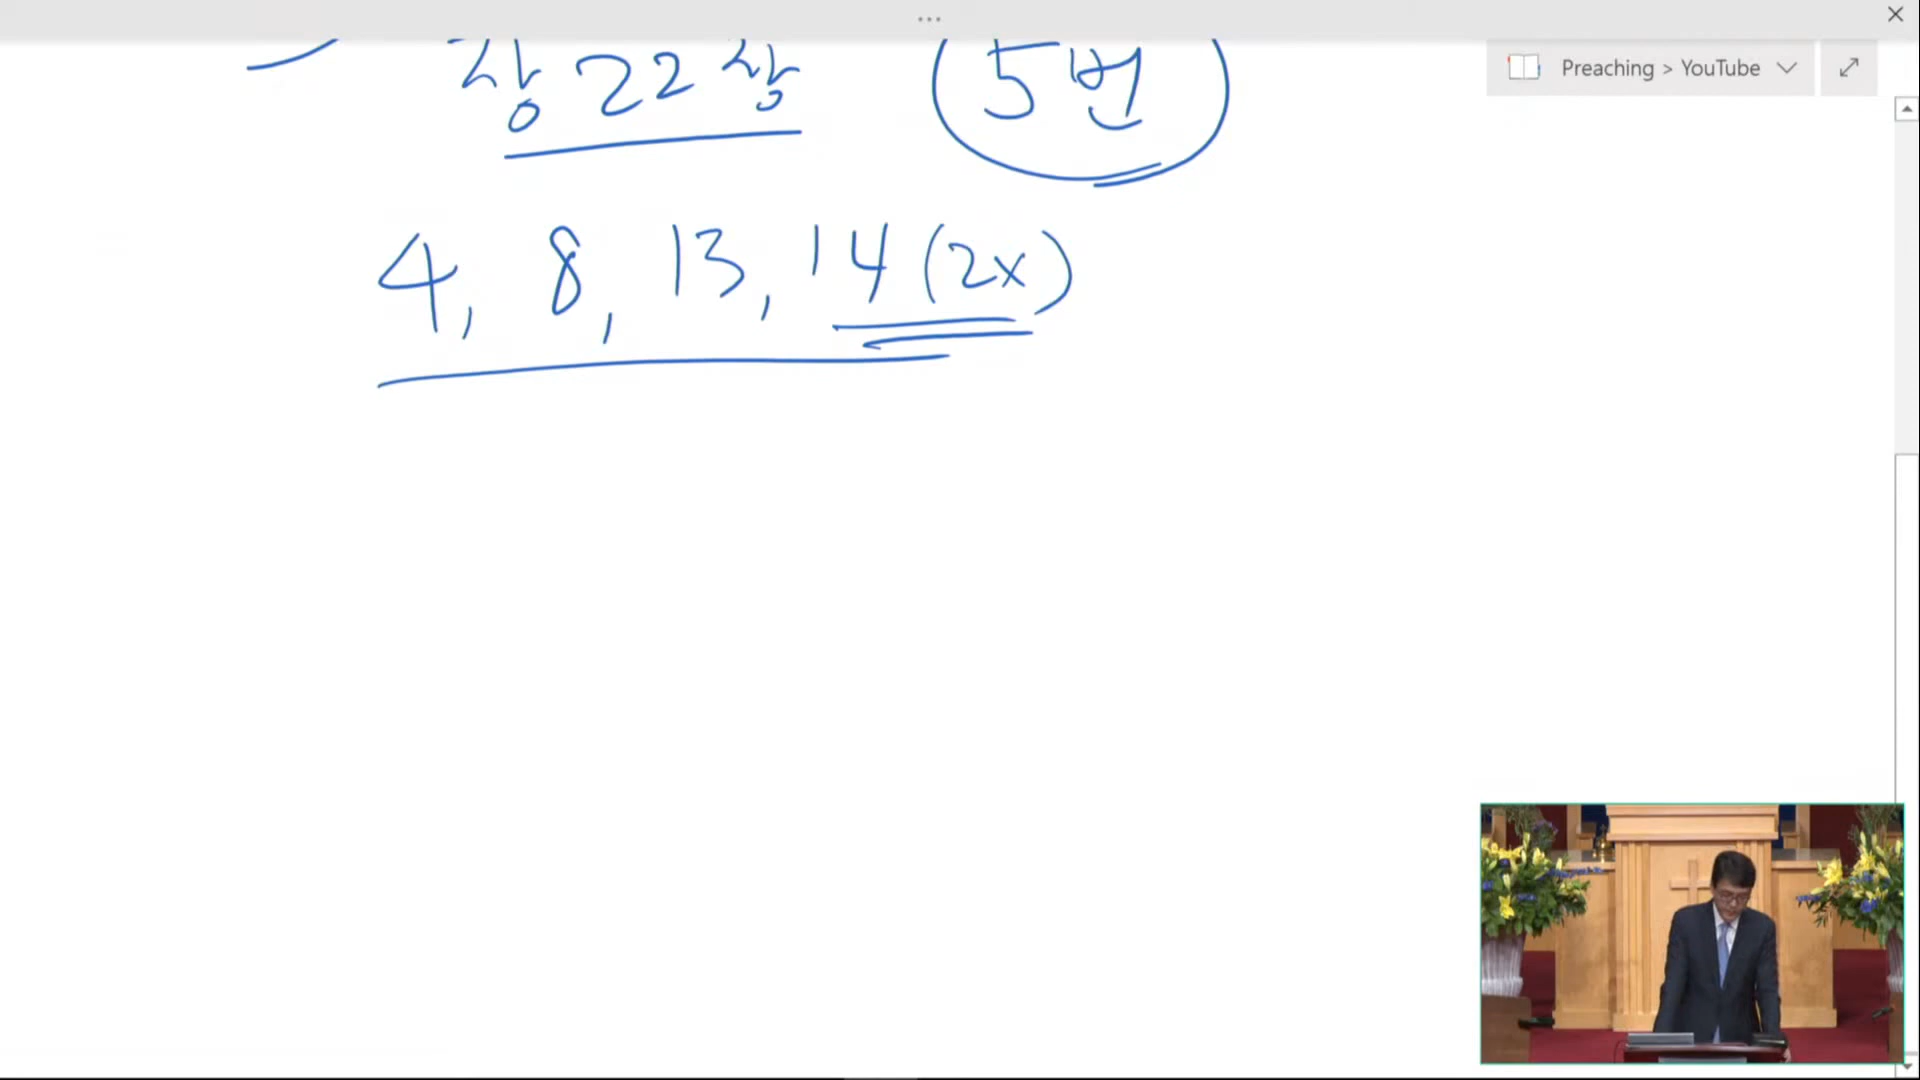 Preaching > YouTube
창22장 5번
4, 8, 13, 14 (2x)